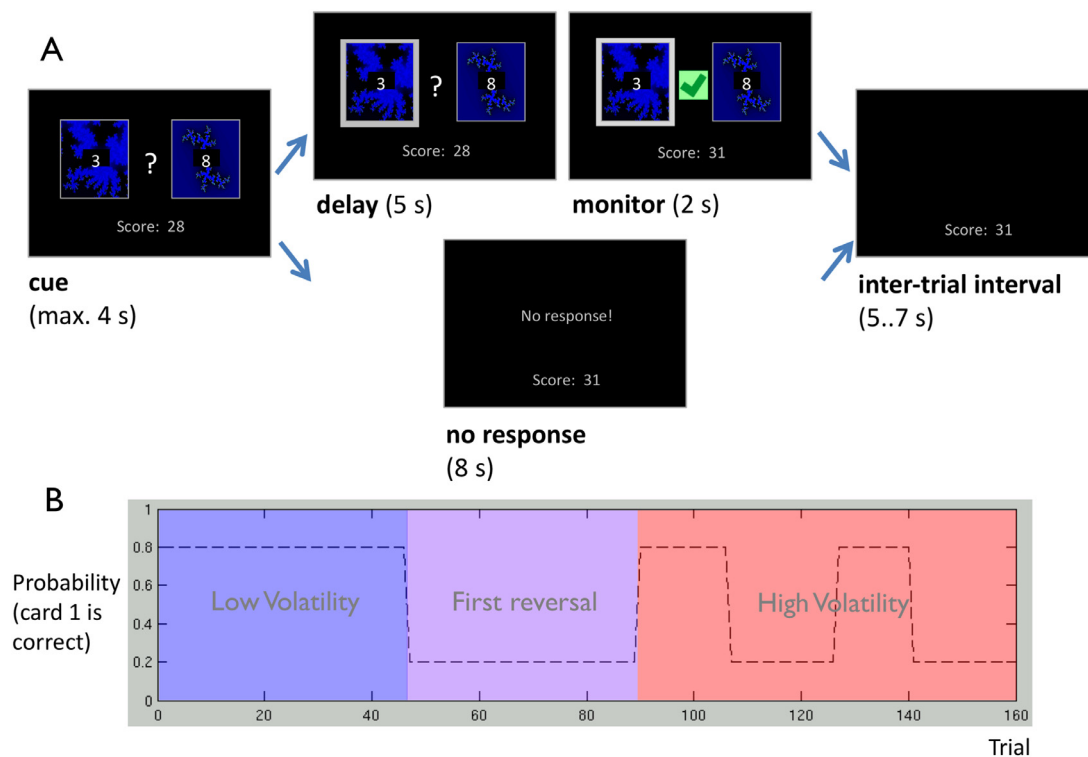 A
3 ? 8
Score: 28
cue
(max. 4 s)
3 ? 8
Score: 28
delay (5 s)
3 8
Score: 31
monitor (2 s)
No response!
Score: 31
no response
(8 s)
Score: 31
inter-trial interval
(5..7 s)
B
Probability
(card 1 is
correct)
1
0.8
0.6
0.4
0.2
0
Low Volatility
First reversal
High Volatility
0 20 40 60 80 100 120 140 160
Trial